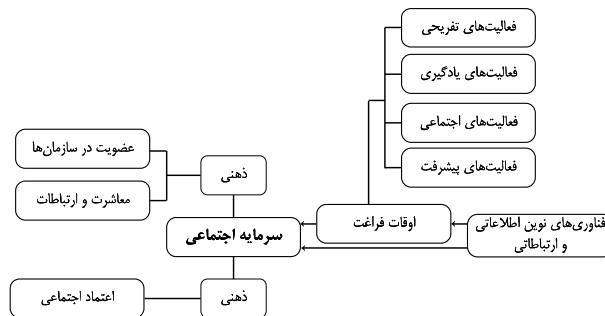 فعالیت‌های تفریحی
فعالیت‌های یادگیری
فعالیت‌های اجتماعی
فعالیت‌های پیشرفت
عضویت در سازمان‌ها
معاشرت و ارتباطات
ذهنی
فناوری‌های نوین اطلاعاتی
و ارتباطاتی
اوقات فراغت
سرمایه اجتماعی
ذهنی
اعتماد اجتماعی